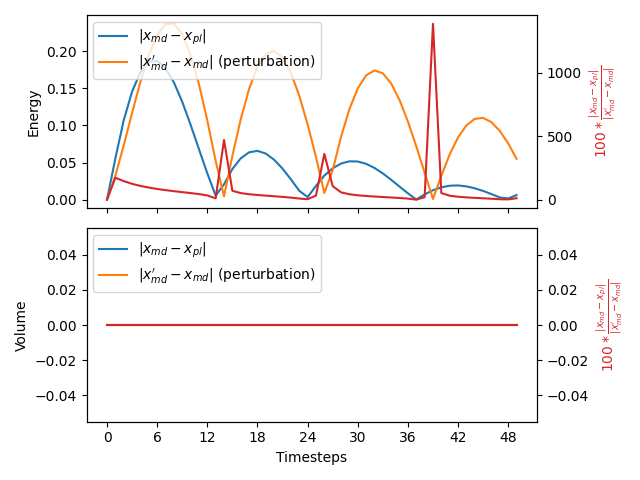 |x_md − x_pl|
|x'_md − x_md| (perturbation)
Energy
0.20
0.15
0.10
0.05
0.00
1000
500
0
100 * |x_md − x_pl| / |x'_md − x_md|
|x_md − x_pl|
|x'_md − x_md| (perturbation)
Volume
0.04
0.02
0.00
−0.02
−0.04
0.04
0.02
0.00
−0.02
−0.04
100 * |x_md − x_pl| / |x'_md − x_md|
0 6 12 18 24 30 36 42 48
Timesteps